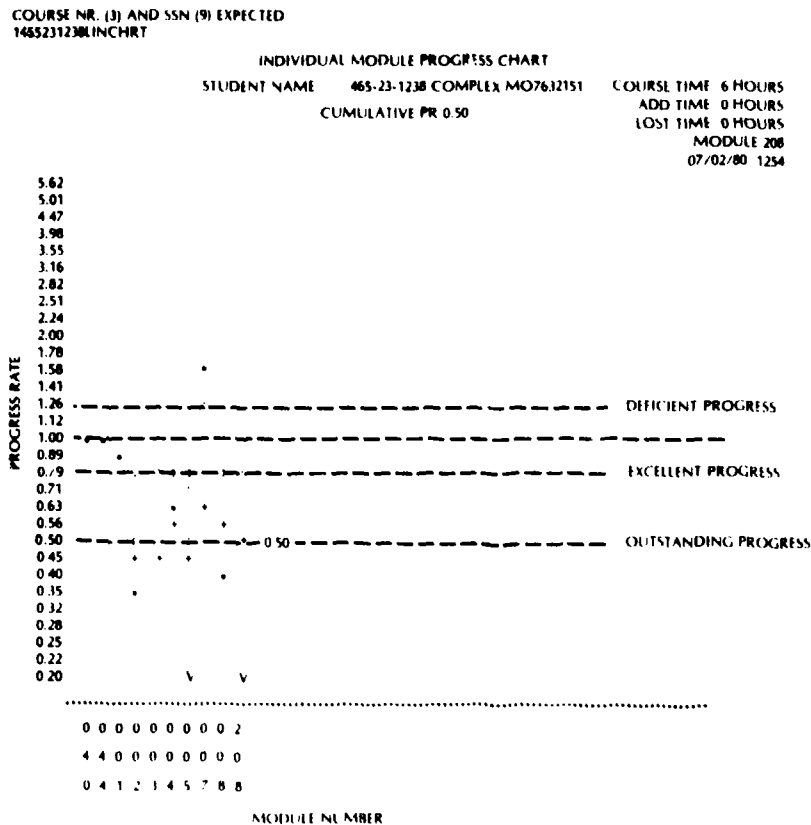 COURSE NR. (3) AND SSN (9) EXPECTED
1465231238LINCHRT
INDIVIDUAL MODULE PROGRESS CHART
STUDENT NAME 465-23-1238 COMPLEX MO7632151 COURSE TIME 6 HOURS
CUMULATIVE PR 0.50 ADD TIME 0 HOURS
LOST TIME 0 HOURS
MODULE 208
07/02/80 1254
PROGRESS RATE
5.62
5.01
4.47
3.98
3.55
3.16
2.82
2.51
2.24
2.00
1.78
1.58
1.41
1.26 DEFICIENT PROGRESS
1.12
1.00
0.89
0.79 EXCELLENT PROGRESS
0.71
0.63
0.56
0.50 0.50 OUTSTANDING PROGRESS
0.45
0.40
0.35
0.32
0.28
0.25
0.22
0.20 V V
0 0 0 0 0 0 0 0 0 2
4 4 0 0 0 0 0 0 0 0
0 4 1 2 3 4 5 7 8 8
MODULE NUMBER